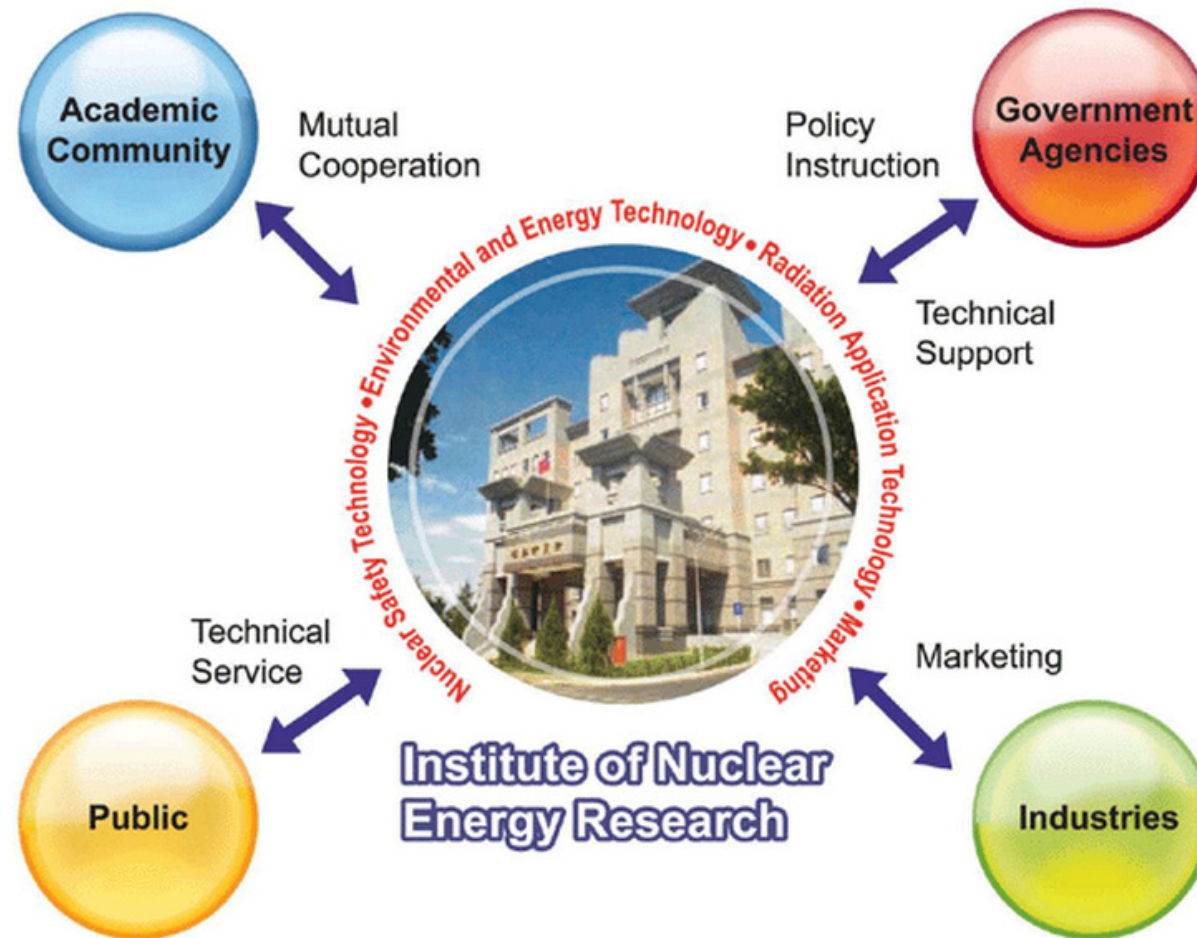 Academic
Community
Mutual
Cooperation
Policy
Instruction
Government
Agencies
Technical
Support
Nuclear Safety Technology •Environmental and Energy Technology• Radiation Application Technology• Marketing
Technical
Service
Marketing
Public
Institute of Nuclear
Energy Research
Industries